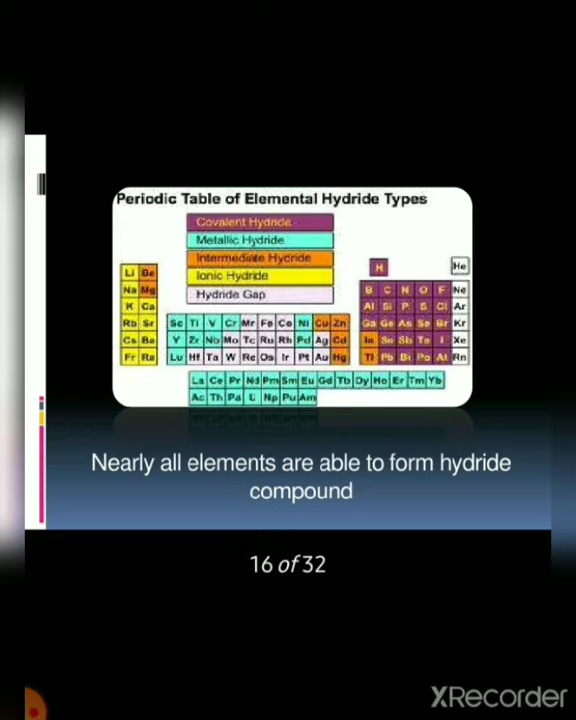 Periodic Table of Elemental Hydride Types
Covalent Hydride
Metallic Hydride
Intermediate Hydride
Ionic Hydride
Hydride Gap
H He
Li Be B C N O F Ne
Na Mg Al Si P S Cl Ar
K Ca Sc Ti V Cr Mr Fe Co Ni Cu Zn Ga Ge As Se Br Kr
Rb Sr Y Zr Nb Mo Tc Ru Rh Pd Ag Cd In Sn Sb Te I Xe
Cs Ba Lu Hf Ta W Re Os Ir Pt Au Hg Tl Pb Bi Po At Rn
Fr Ra
La Ce Pr Nd Pm Sm Eu Gd Tb Dy Ho Er Tm Yb
Ac Th Pa U Np Pu Am
Nearly all elements are able to form hydride
compound
16 of 32
XRecorder